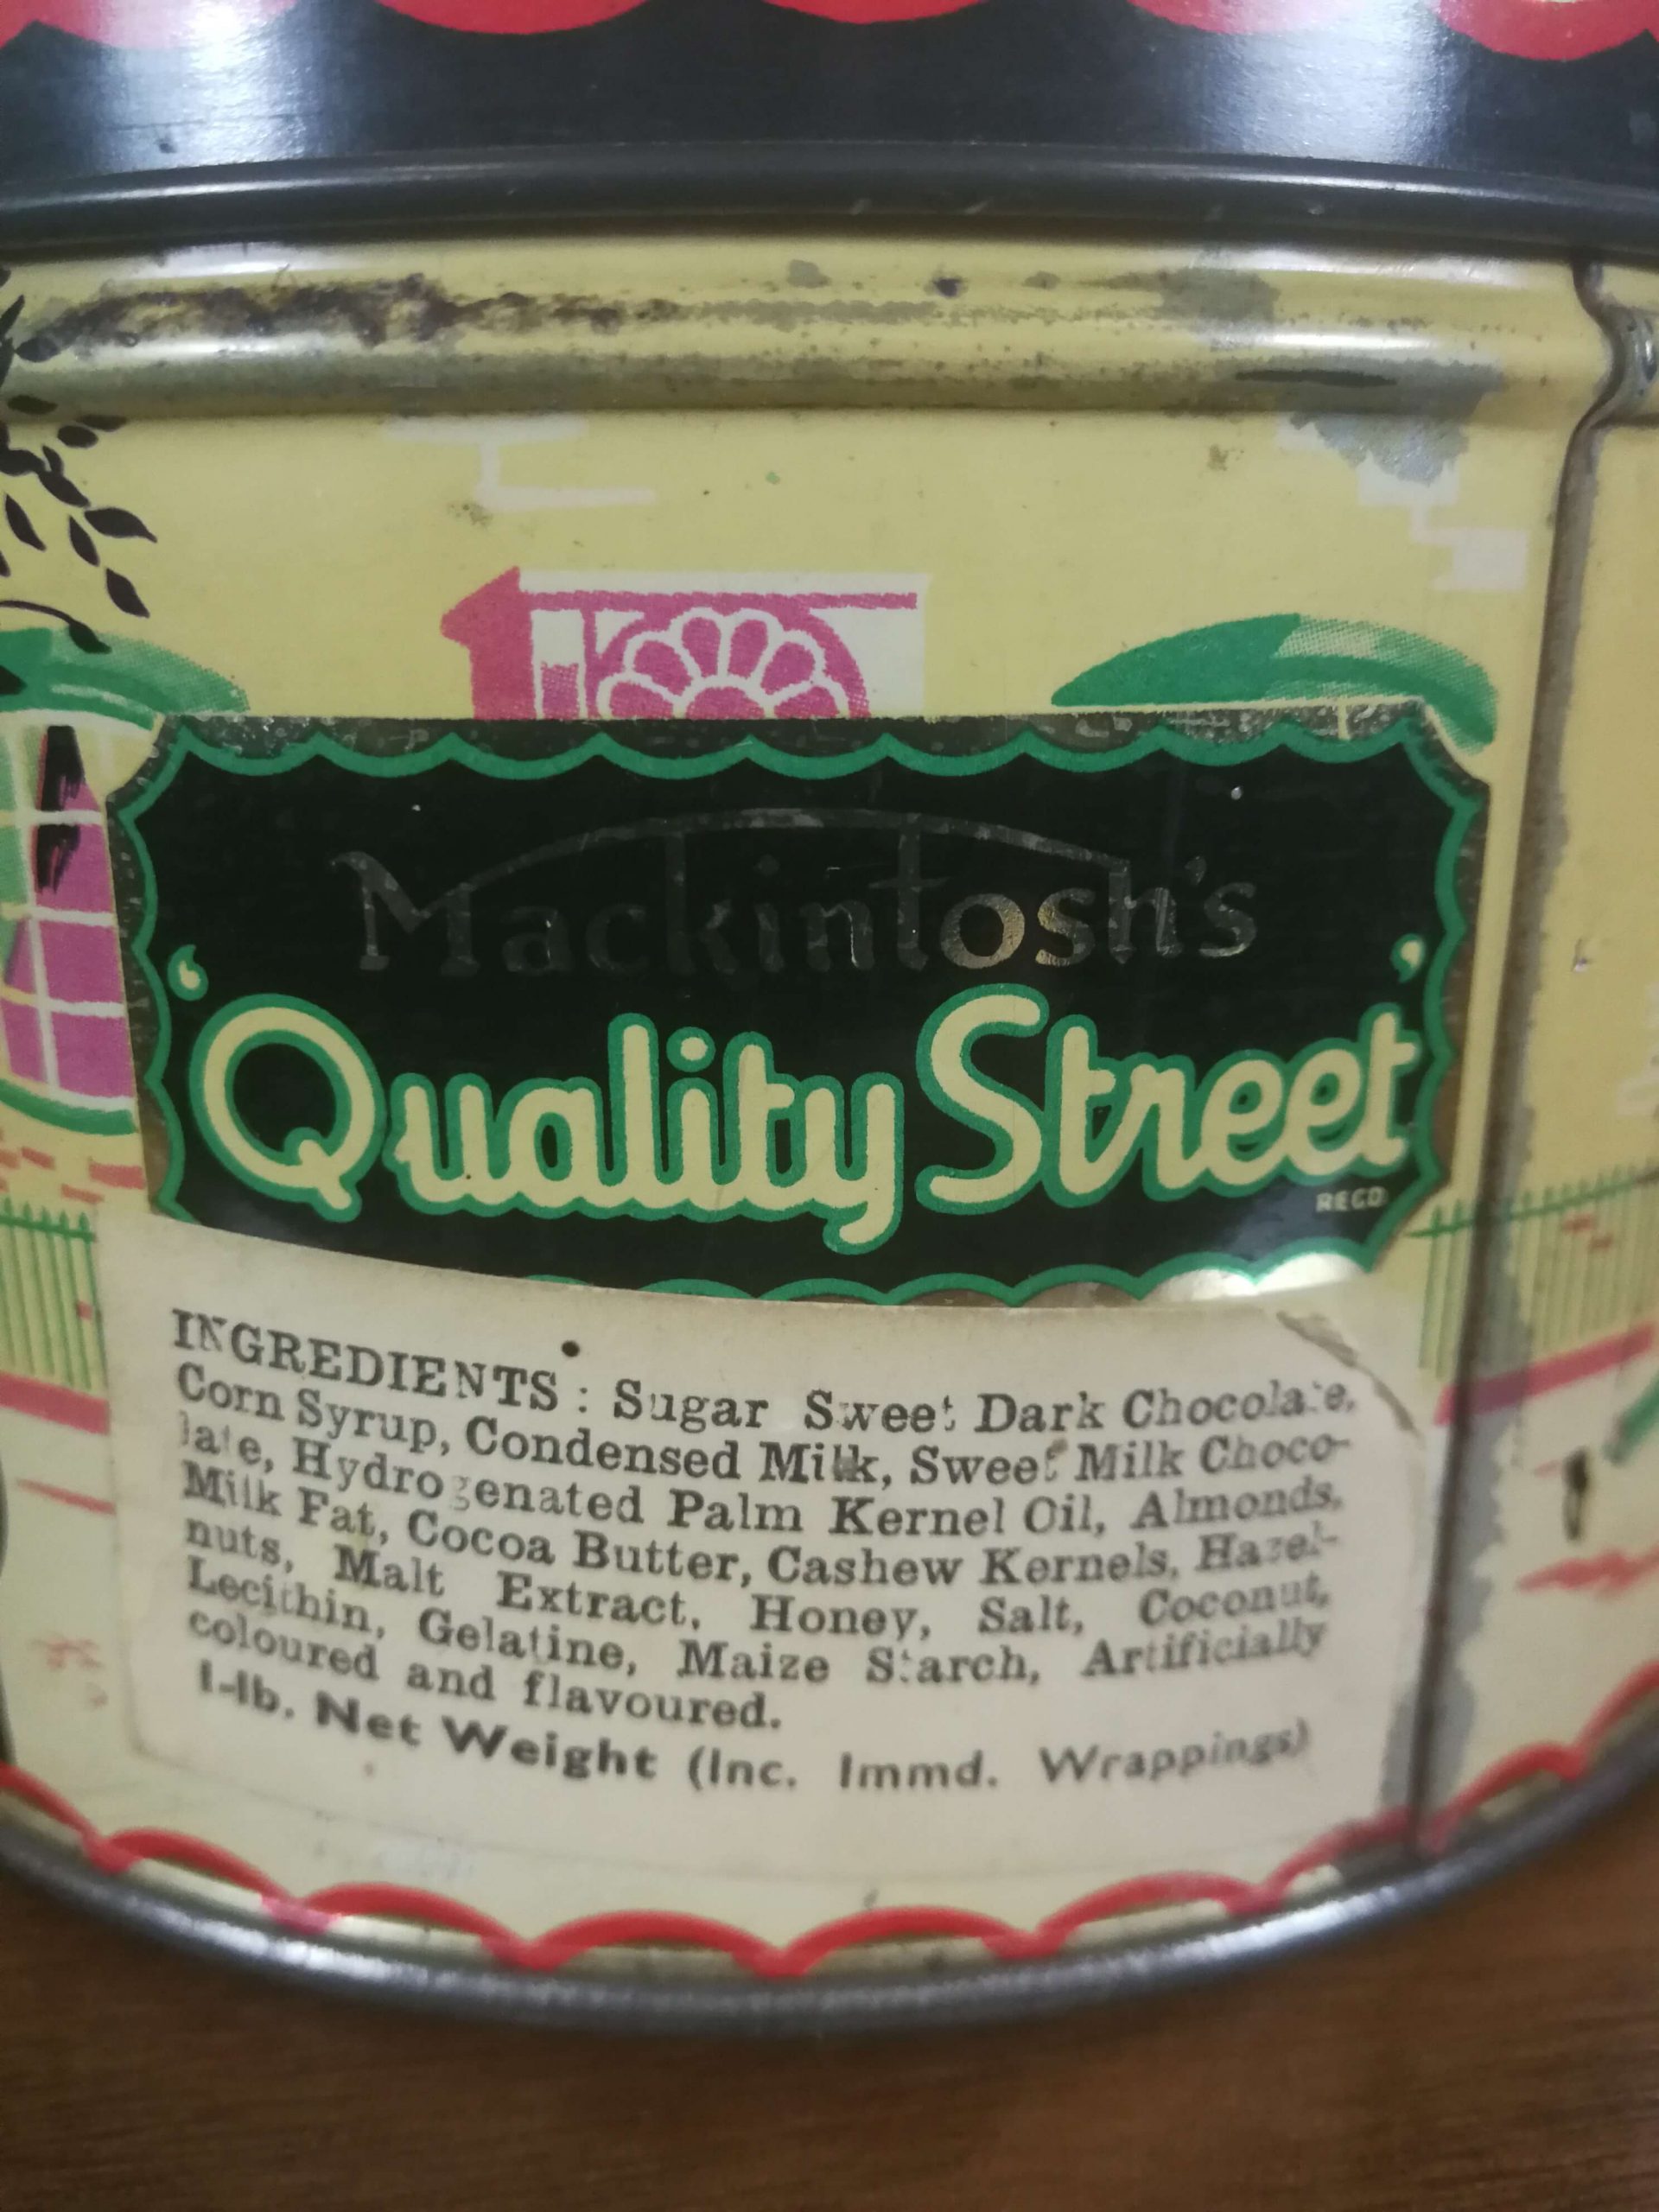 Mackintosh's
'Quality Street'
REGD
INGREDIENTS : Sugar Sweet Dark Chocolate,
Corn Syrup, Condensed Milk, Sweet Milk Choco-
late, Hydrogenated Palm Kernel Oil, Almonds,
Milk Fat, Cocoa Butter, Cashew Kernels, Hazel-
nuts, Malt Extract, Honey, Salt, Coconut,
Lecithin, Gelatine, Maize Starch, Artificially
coloured and flavoured.
1-lb. Net Weight (Inc. Immd. Wrappings)